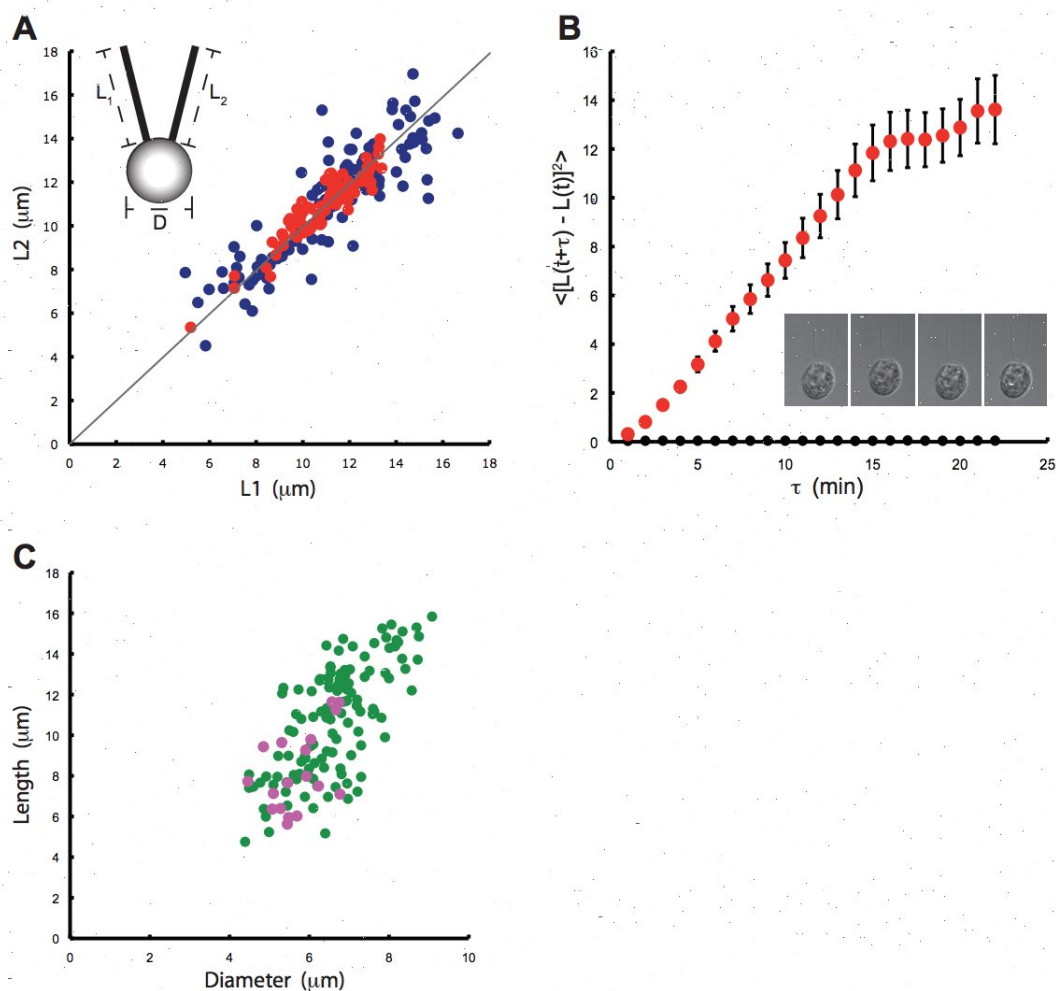 A
18
16
14
12
10
8
6
4
2
0
L2 (μm)
L1
L2
D
0 2 4 6 8 10 12 14 16 18
L1 (μm)
B
16
14
12
10
8
6
4
2
0
<[L(t+τ) - L(t)]²>
0 5 10 15 20 25
τ (min)
C
18
16
14
12
10
8
6
4
2
0
Length (μm)
0 2 4 6 8 10
Diameter (μm)